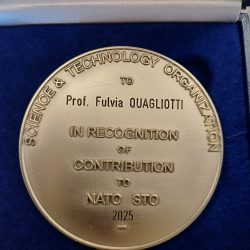 SCIENCE & TECHNOLOGY ORGANIZATION
TO
Prof. Fulvia QUAGLIOTTI
IN RECOGNITION
OF
CONTRIBUTION
TO
NATO STO
2025